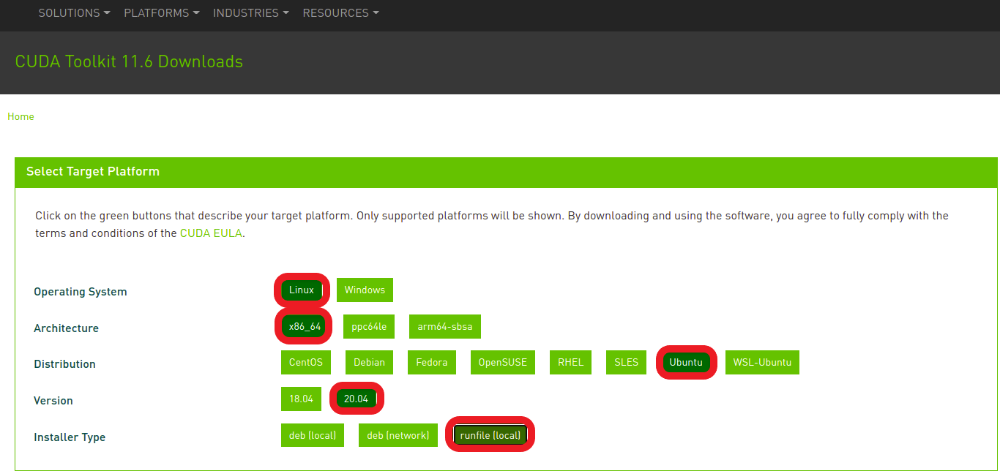 SOLUTIONS PLATFORMS INDUSTRIES RESOURCES
CUDA Toolkit 11.6 Downloads
Home
Select Target Platform
Click on the green buttons that describe your target platform. Only supported platforms will be shown. By downloading and using the software, you agree to fully comply with the
terms and conditions of the CUDA EULA.
Operating System Linux Windows
Architecture x86_64 ppc64le arm64-sbsa
Distribution CentOS Debian Fedora OpenSUSE RHEL SLES Ubuntu WSL-Ubuntu
Version 18.04 20.04
Installer Type deb (local) deb (network) runfile (local)